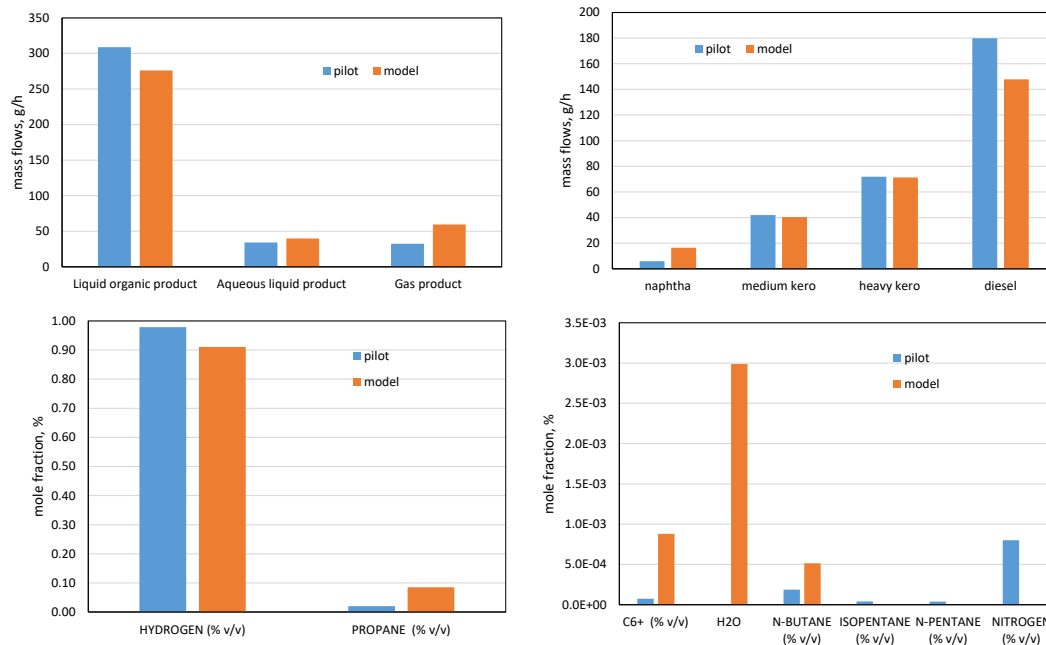 350
300
250
200
150
100
50
0
mass flows, g/h
pilot model
Liquid organic product Aqueous liquid product Gas product
180
160
140
120
100
80
60
40
20
0
mass flows, g/h
pilot model
naphtha medium kero heavy kero diesel
200
1.00
0.90
0.80
0.70
0.60
0.50
0.40
0.30
0.20
0.10
0.00
mole fraction, %
pilot
model
HYDROGEN (% v/v) PROPANE (% v/v)
3.5E-03
3.0E-03
2.5E-03
2.0E-03
1.5E-03
1.0E-03
5.0E-04
0.0E+00
mole fraction, %
pilot
model
C6+ (% v/v) H2O N-BUTANE ISOPENTANE N-PENTANE NITROGEN
(% v/v) (% v/v) (% v/v) (% v/v)